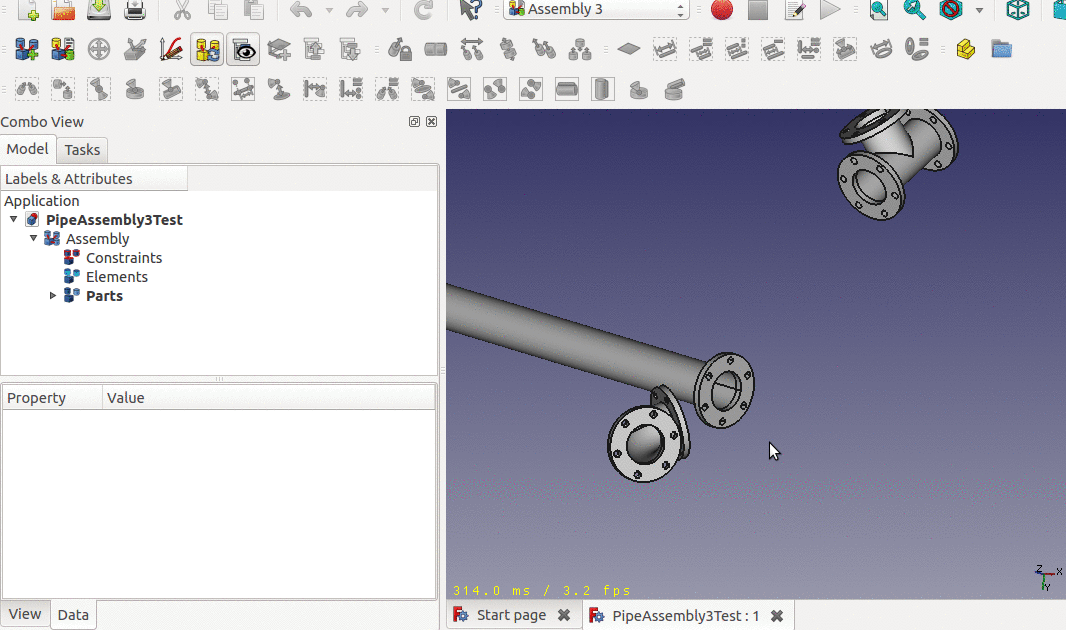 Assembly 3
Combo View
Model
Tasks
Labels & Attributes
Application
PipeAssembly3Test
Assembly
Constraints
Elements
Parts
Property
Value
314.0 ms / 3.2 fps
Z
X
Y
View
Data
Start page
PipeAssembly3Test : 1